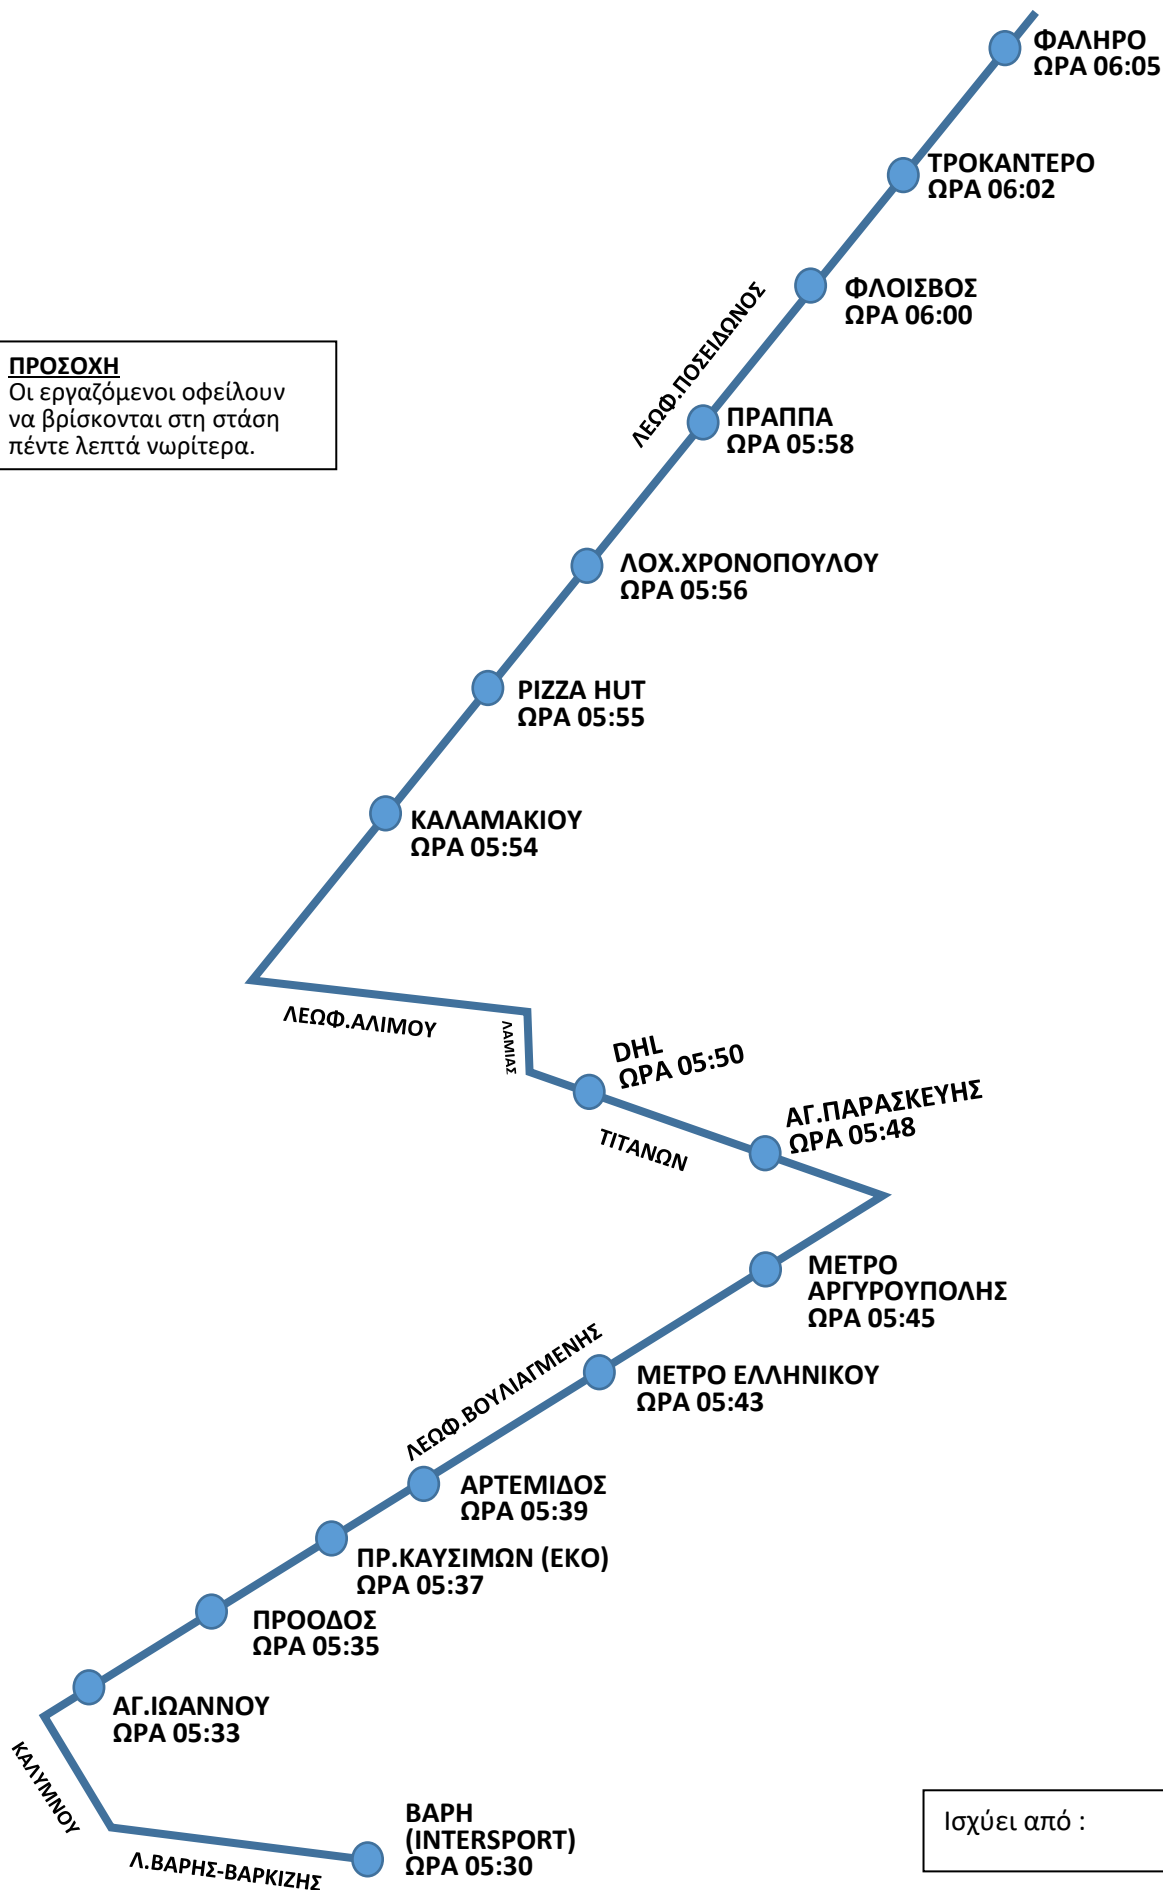 ΦΑΛΗΡΟ
ΩΡΑ 06:05
ΤΡΟΚΑΝΤΕΡΟ
ΩΡΑ 06:02
ΦΛΟΙΣΒΟΣ
ΩΡΑ 06:00
ΛΕΩΦ.ΠΟΣΕΙΔΩΝΟΣ
ΠΡΟΣΟΧΗ
Οι εργαζόμενοι οφείλουν
να βρίσκονται στη στάση
πέντε λεπτά νωρίτερα.
ΠΡΑΠΠΑ
ΩΡΑ 05:58
ΛΟΧ.ΧΡΟΝΟΠΟΥΛΟΥ
ΩΡΑ 05:56
PIZZA HUT
ΩΡΑ 05:55
ΚΑΛΑΜΑΚΙΟΥ
ΩΡΑ 05:54
ΛΕΩΦ.ΑΛΙΜΟΥ
ΛΑΜΙΑΣ
DHL
ΩΡΑ 05:50
ΑΓ.ΠΑΡΑΣΚΕΥΗΣ
ΩΡΑ 05:48
ΤΙΤΑΝΩΝ
ΜΕΤΡΟ
ΑΡΓΥΡΟΥΠΟΛΗΣ
ΩΡΑ 05:45
ΛΕΩΦ.ΒΟΥΛΙΑΓΜΕΝΗΣ
ΜΕΤΡΟ ΕΛΛΗΝΙΚΟΥ
ΩΡΑ 05:43
ΑΡΤΕΜΙΔΟΣ
ΩΡΑ 05:39
ΠΡ.ΚΑΥΣΙΜΩΝ (ΕΚΟ)
ΩΡΑ 05:37
ΠΡΟΟΔΟΣ
ΩΡΑ 05:35
ΑΓ.ΙΩΑΝΝΟΥ
ΩΡΑ 05:33
ΚΑΛΥΜΝΟΥ
ΒΑΡΗ
(INTERSPORT)
ΩΡΑ 05:30
Λ.ΒΑΡΗΣ-ΒΑΡΚΙΖΗΣ
Ισχύει από :